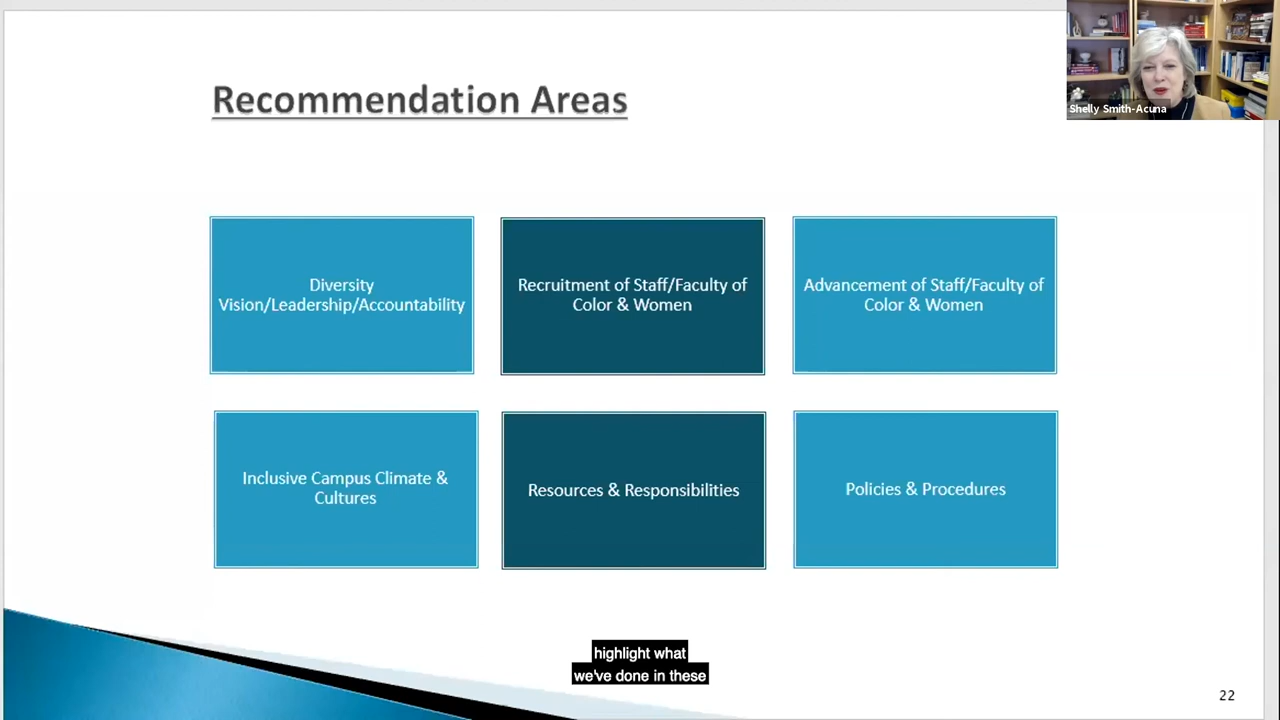 Recommendation Areas
Shelly Smith-Acuna
Diversity
Vision/Leadership/Accountability
Recruitment of Staff/Faculty of
Color & Women
Advancement of Staff/Faculty of
Color & Women
Inclusive Campus Climate &
Cultures
Resources & Responsibilities
Policies & Procedures
highlight what
we've done in these
22